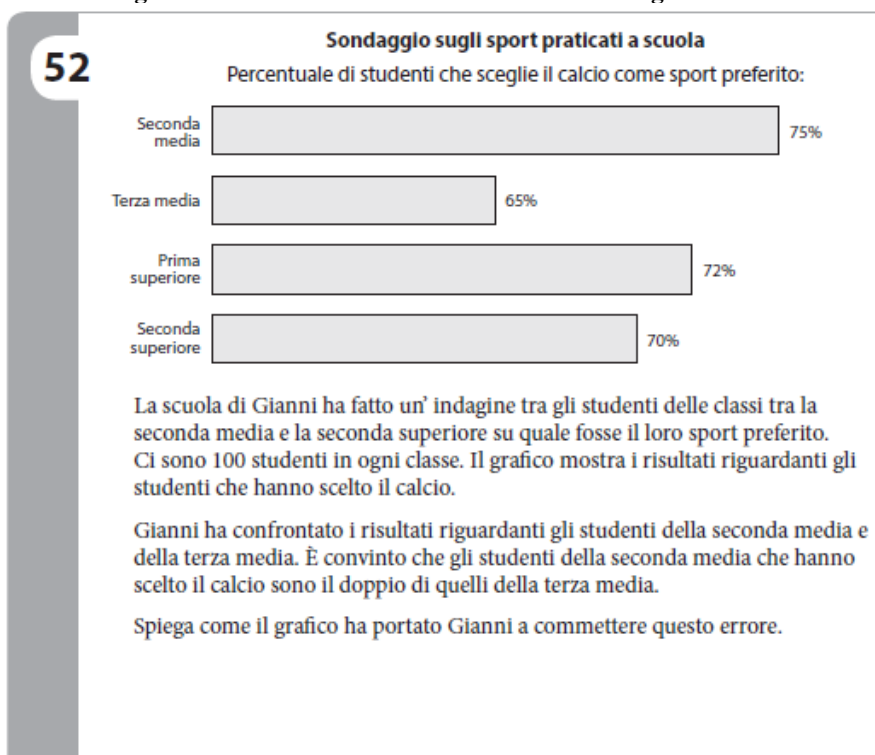 52
Sondaggio sugli sport praticati a scuola
Percentuale di studenti che sceglie il calcio come sport preferito:
Seconda
media
75%
Terza media
65%
Prima
superiore
72%
Seconda
superiore
70%
La scuola di Gianni ha fatto un’ indagine tra gli studenti delle classi tra la
seconda media e la seconda superiore su quale fosse il loro sport preferito.
Ci sono 100 studenti in ogni classe. Il grafico mostra i risultati riguardanti gli
studenti che hanno scelto il calcio.
Gianni ha confrontato i risultati riguardanti gli studenti della seconda media e
della terza media. È convinto che gli studenti della seconda media che hanno
scelto il calcio sono il doppio di quelli della terza media.
Spiega come il grafico ha portato Gianni a commettere questo errore.